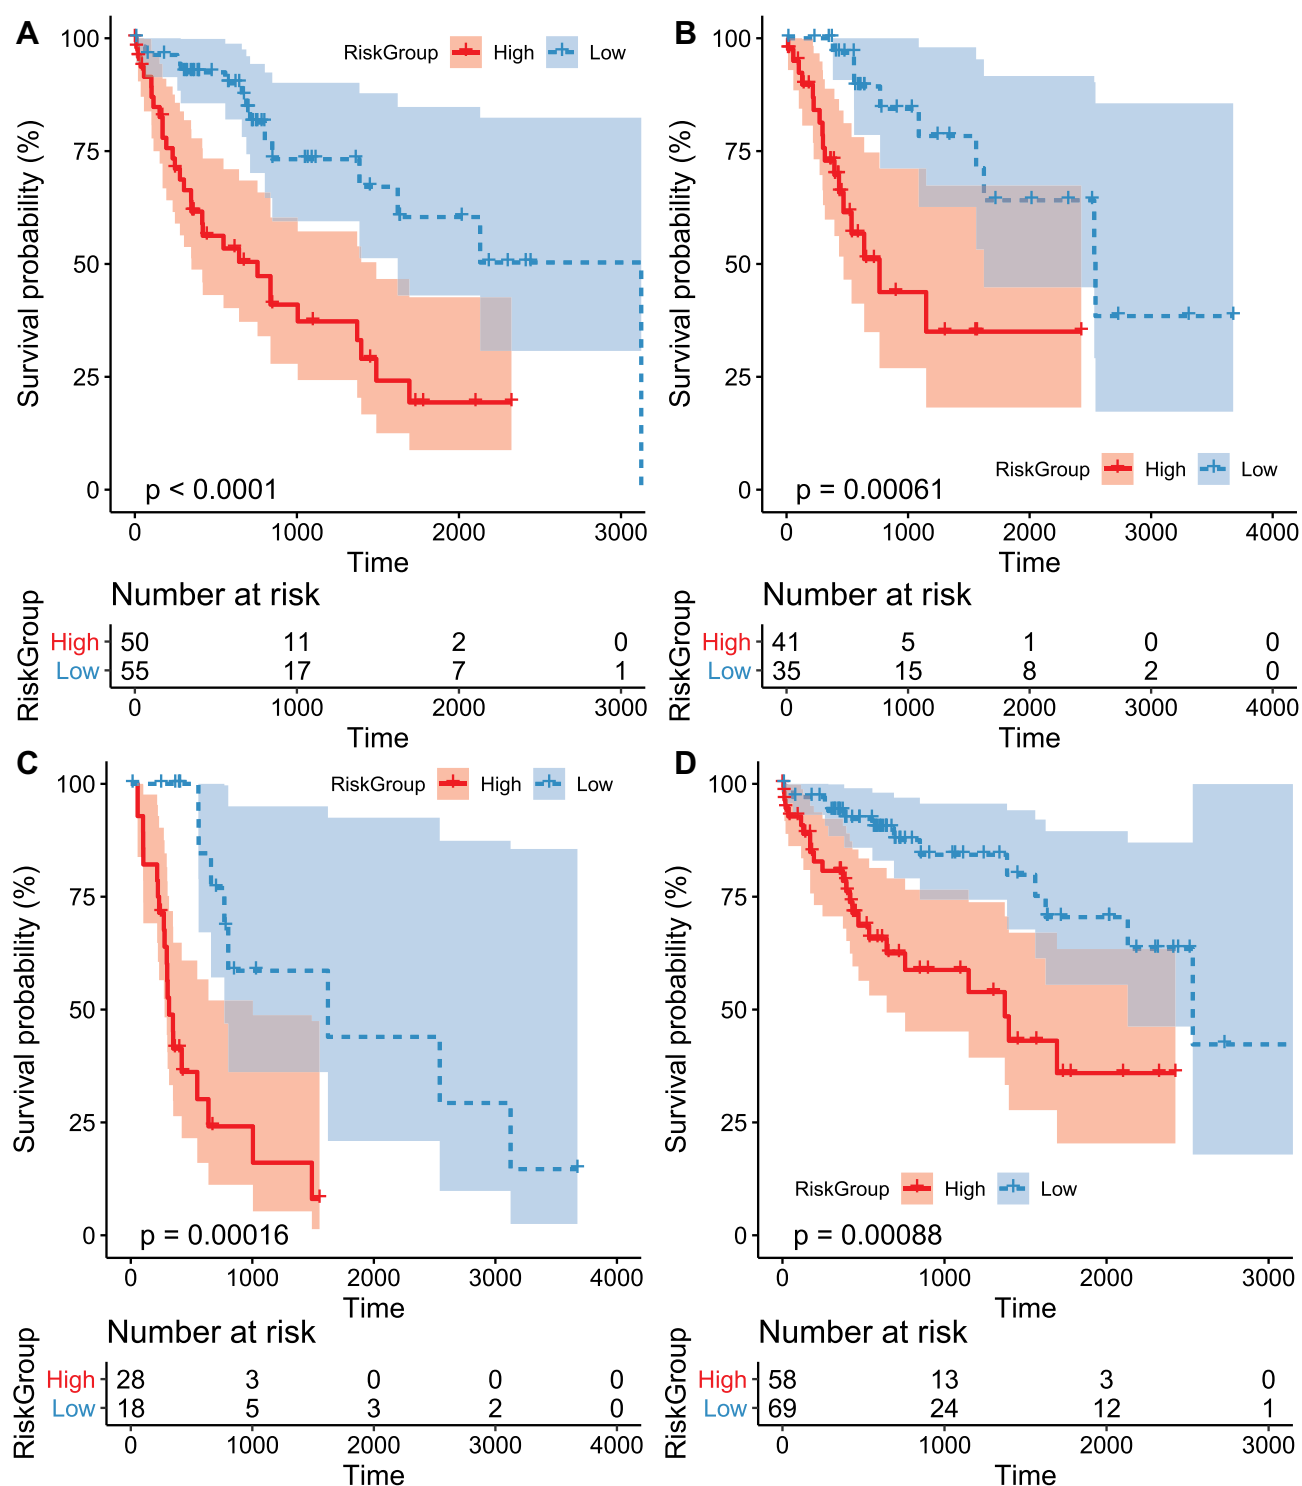 A
RiskGroup High Low
Survival probability (%)
100
75
50
25
0
p < 0.0001
0 1000 2000 3000
Time
Number at risk
RiskGroup
High 50 11 2 0
Low 55 17 7 1
0 1000 2000 3000
Time
B
Survival probability (%)
100
75
50
25
0
RiskGroup High Low
p = 0.00061
0 1000 2000 3000 4000
Time
Number at risk
RiskGroup
High 41 5 1 0 0
Low 35 15 8 2 0
0 1000 2000 3000 4000
Time
C
RiskGroup High Low
Survival probability (%)
100
75
50
25
0
p = 0.00016
0 1000 2000 3000 4000
Time
Number at risk
RiskGroup
High 28 3 0 0 0
Low 18 5 3 2 0
0 1000 2000 3000 4000
Time
D
Survival probability (%)
100
75
50
25
0
RiskGroup High Low
p = 0.00088
0 1000 2000 3000
Time
Number at risk
RiskGroup
High 58 13 3 0
Low 69 24 12 1
0 1000 2000 3000
Time